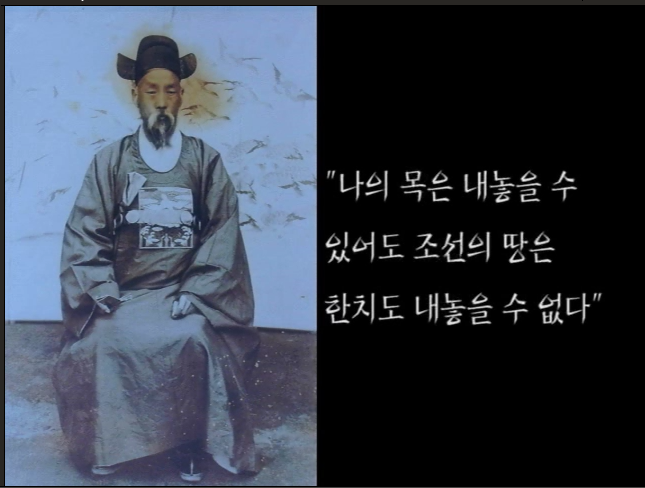 "나의 목은 내놓을 수
있어도 조선의 땅은
한치도 내놓을 수 없다"